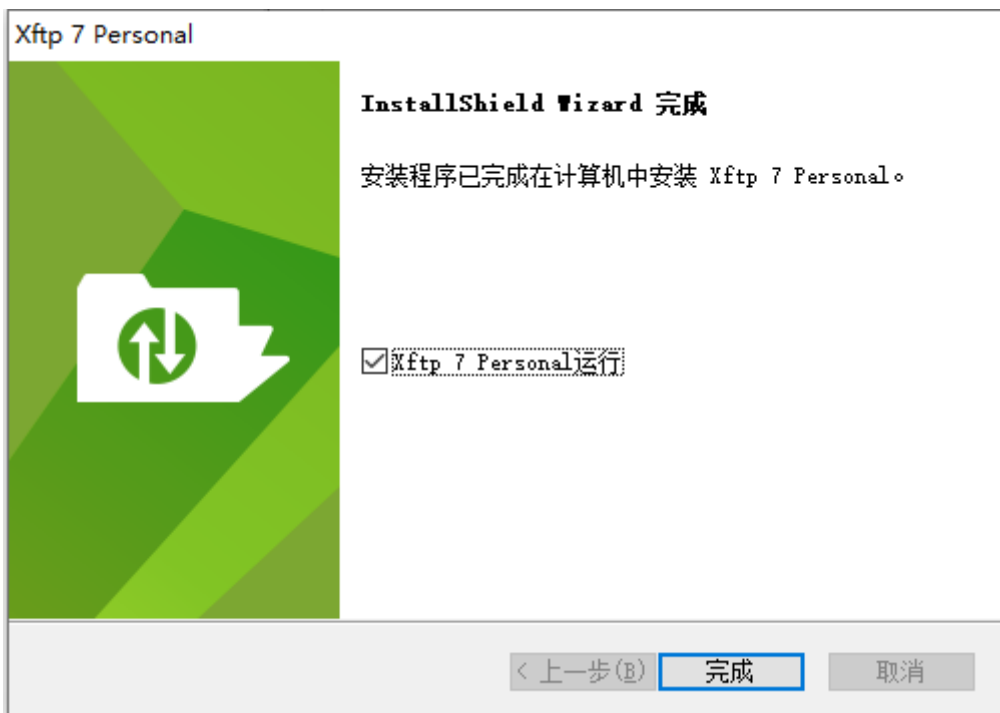 Xftp 7 Personal
InstallShield Wizard 完成
安装程序已完成在计算机中安装 Xftp 7 Personal。
Xftp 7 Personal运行
< 上一步(B) 完成 取消